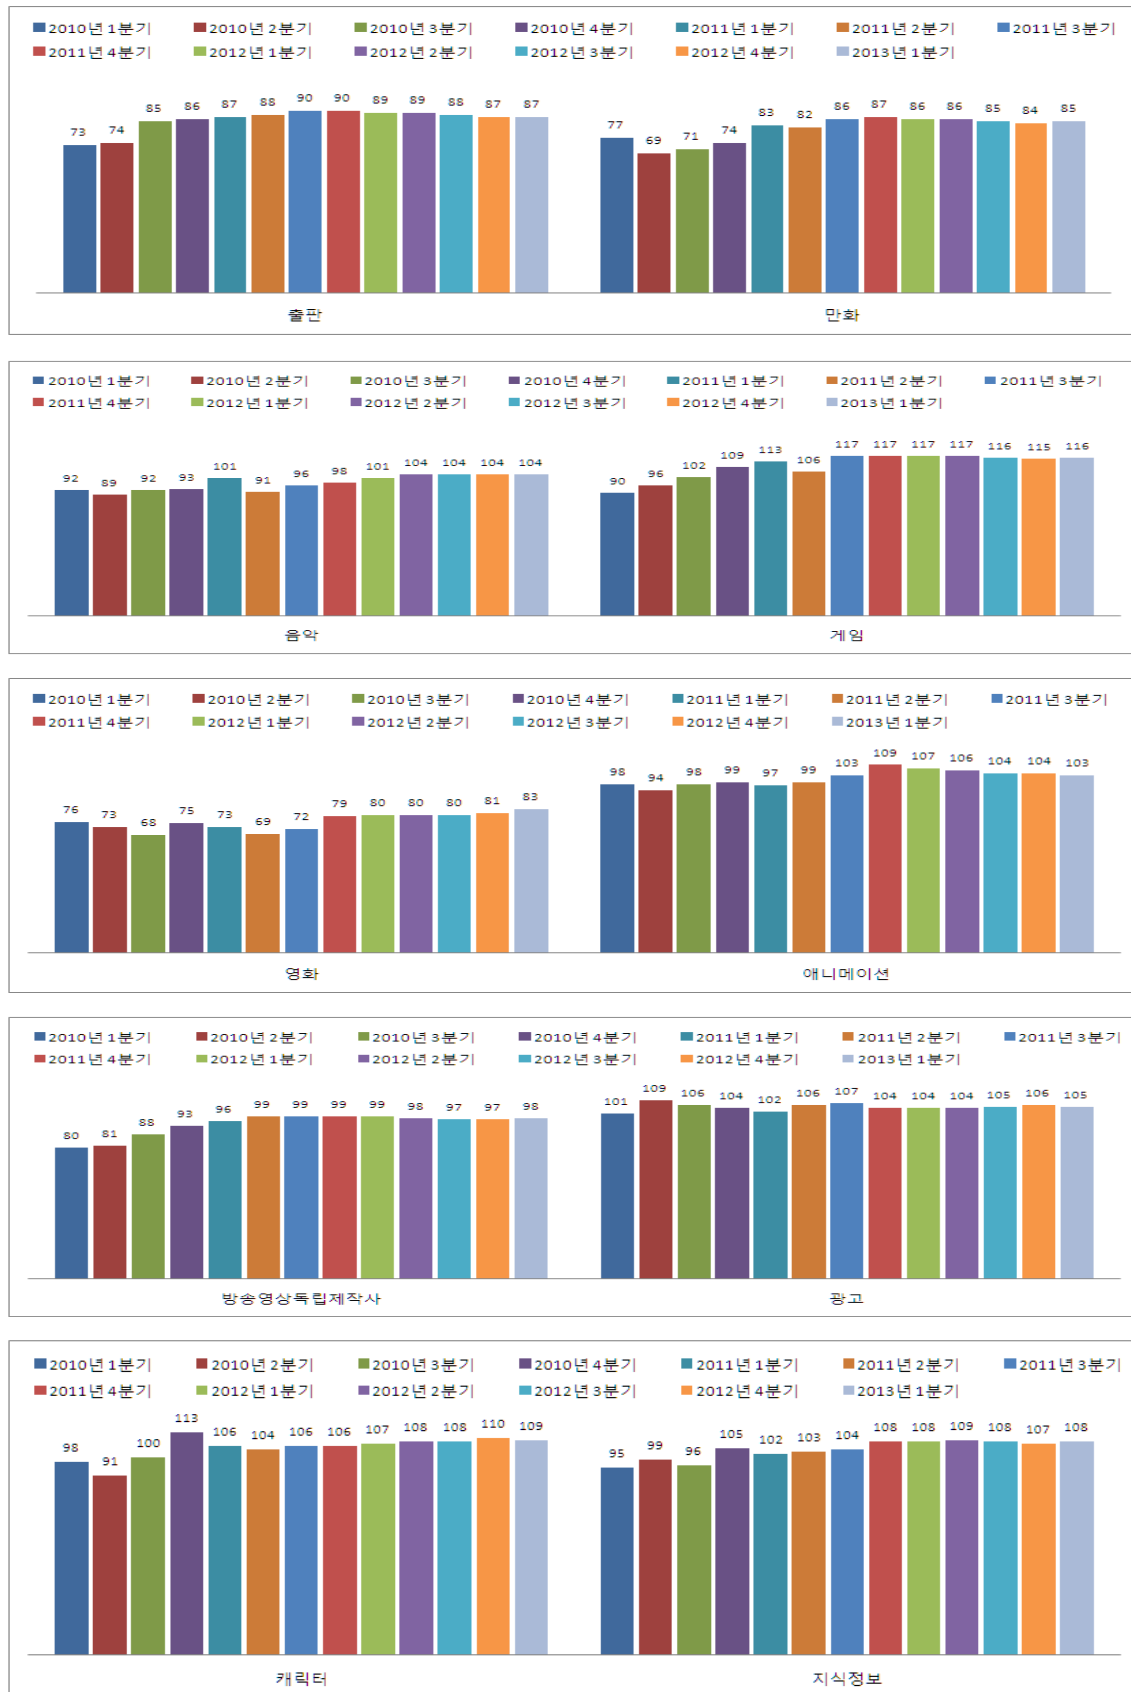 2010년 1분기 2010년 2분기 2010년 3분기 2010년 4분기 2011년 1분기 2011년 2분기 2011년 3분기
2011년 4분기 2012년 1분기 2012년 2분기 2012년 3분기 2012년 4분기 2013년 1분기
73 74 85 86 87 88 90 90 89 89 88 87 87 77 69 71 74 83 82 86 87 86 86 85 84 85
출판 만화
2010년 1분기 2010년 2분기 2010년 3분기 2010년 4분기 2011년 1분기 2011년 2분기 2011년 3분기
2011년 4분기 2012년 1분기 2012년 2분기 2012년 3분기 2012년 4분기 2013년 1분기
92 89 92 93 101 91 96 98 101 104 104 104 104 90 96 102 109 113 106 117 117 117 117 116 115 116
음악 게임
2010년 1분기 2010년 2분기 2010년 3분기 2010년 4분기 2011년 1분기 2011년 2분기 2011년 3분기
2011년 4분기 2012년 1분기 2012년 2분기 2012년 3분기 2012년 4분기 2013년 1분기
76 73 68 75 73 69 72 79 80 80 80 81 83 98 94 98 99 97 99 103 109 107 106 104 104 103
영화 애니메이션
2010년 1분기 2010년 2분기 2010년 3분기 2010년 4분기 2011년 1분기 2011년 2분기 2011년 3분기
2011년 4분기 2012년 1분기 2012년 2분기 2012년 3분기 2012년 4분기 2013년 1분기
80 81 88 93 96 99 99 99 99 98 97 97 98 101 109 106 104 102 106 107 104 104 104 105 106 105
방송영상독립제작사 광고
2010년 1분기 2010년 2분기 2010년 3분기 2010년 4분기 2011년 1분기 2011년 2분기 2011년 3분기
2011년 4분기 2012년 1분기 2012년 2분기 2012년 3분기 2012년 4분기 2013년 1분기
98 91 100 113 106 104 106 106 107 108 108 110 109 95 99 96 105 102 103 104 108 108 109 108 107 108
캐릭터 지식정보